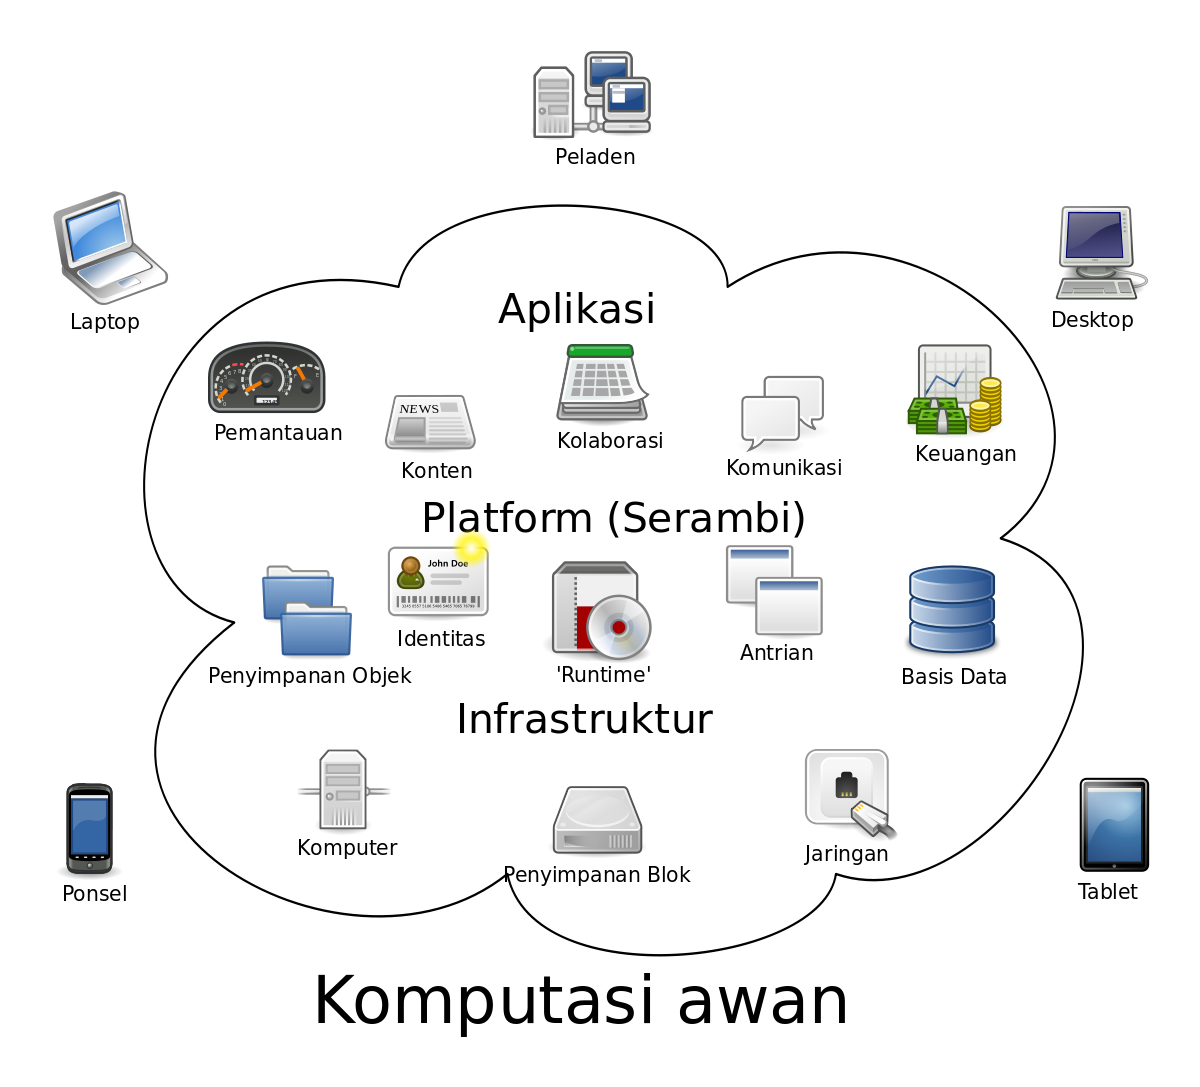 Peladen
Laptop
Desktop
Aplikasi
Pemantauan
NEWS
Konten
Kolaborasi
Komunikasi
Keuangan
Platform (Serambi)
John Doe
Identitas
Penyimpanan Objek
'Runtime'
Antrian
Basis Data
Infrastruktur
Komputer
Penyimpanan Blok
Jaringan
Ponsel
Tablet
Komputasi awan